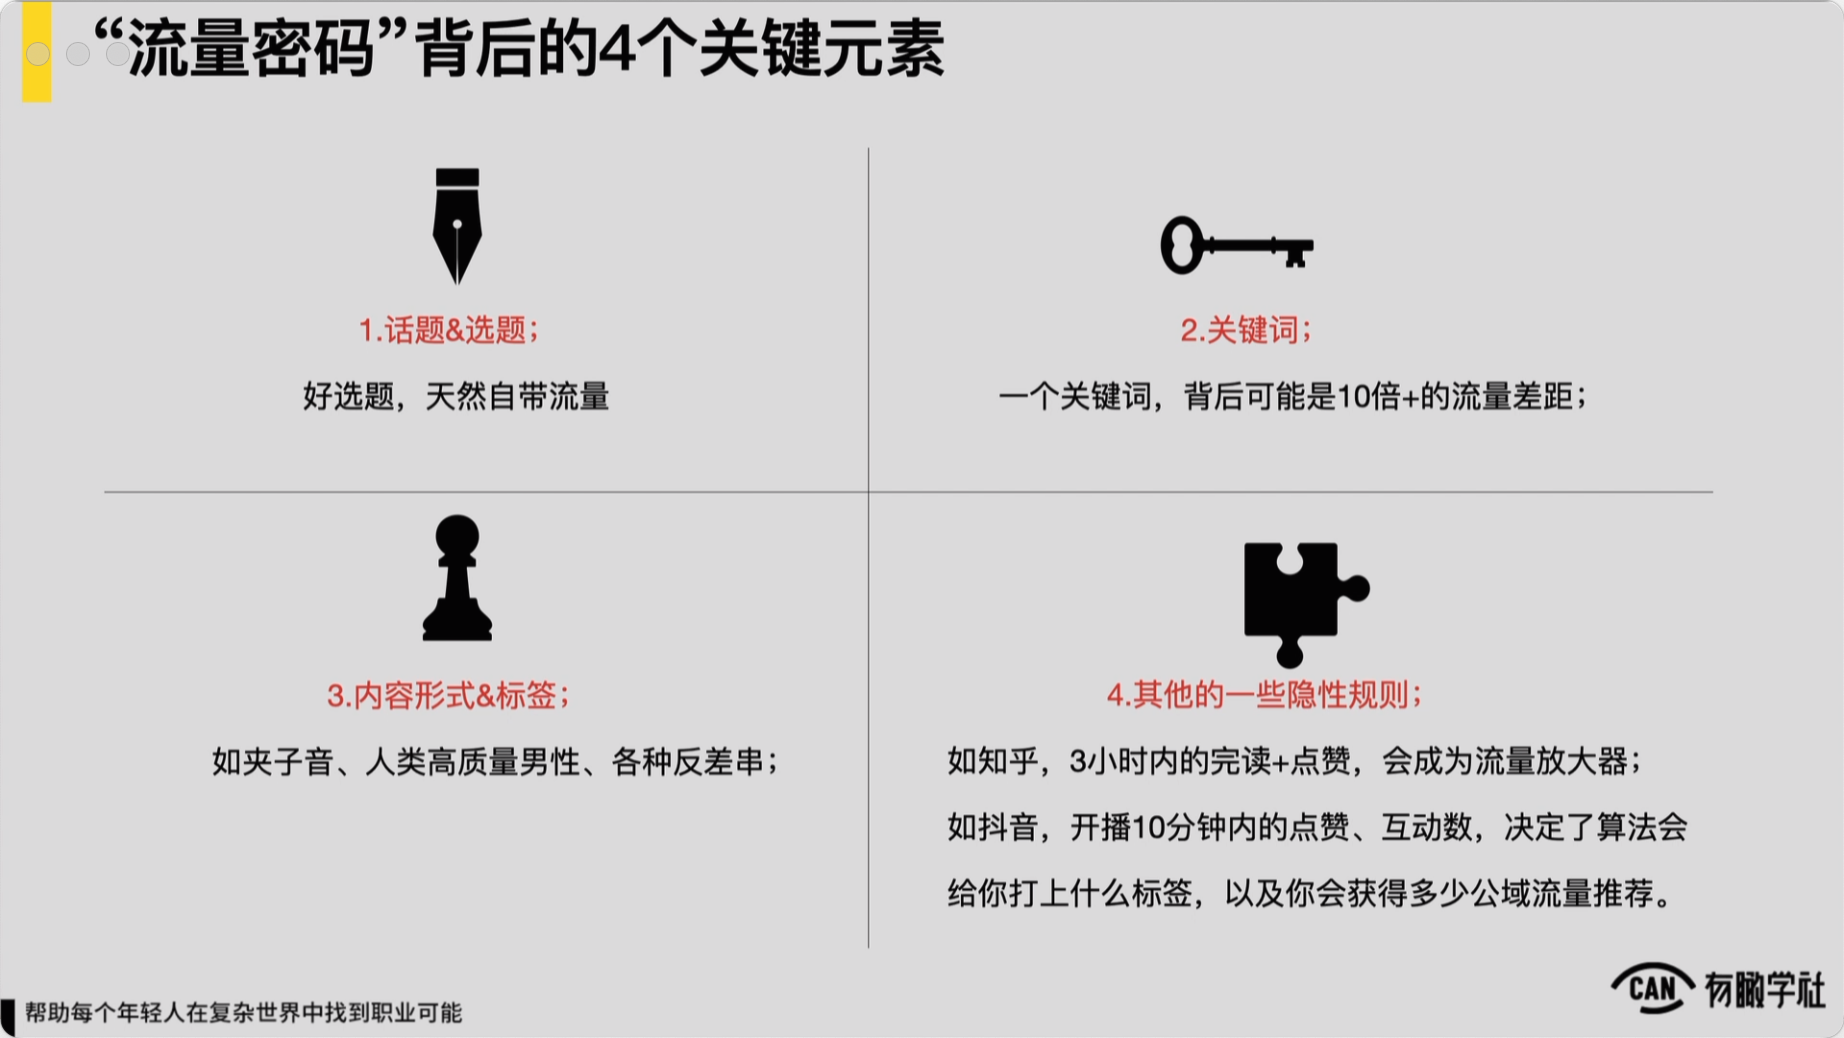 “流量密码”背后的4个关键元素
1.话题&选题；
好选题，天然自带流量
2.关键词；
一个关键词，背后可能是10倍+的流量差距；
3.内容形式&标签；
如夹子音、人类高质量男性、各种反差串；
4.其他的一些隐性规则；
如知乎，3小时内的完读+点赞，会成为流量放大器；
如抖音，开播10分钟内的点赞、互动数，决定了算法会
给你打上什么标签，以及你会获得多少公域流量推荐。
帮助每个年轻人在复杂世界中找到职业可能
CAN 有瞰学社